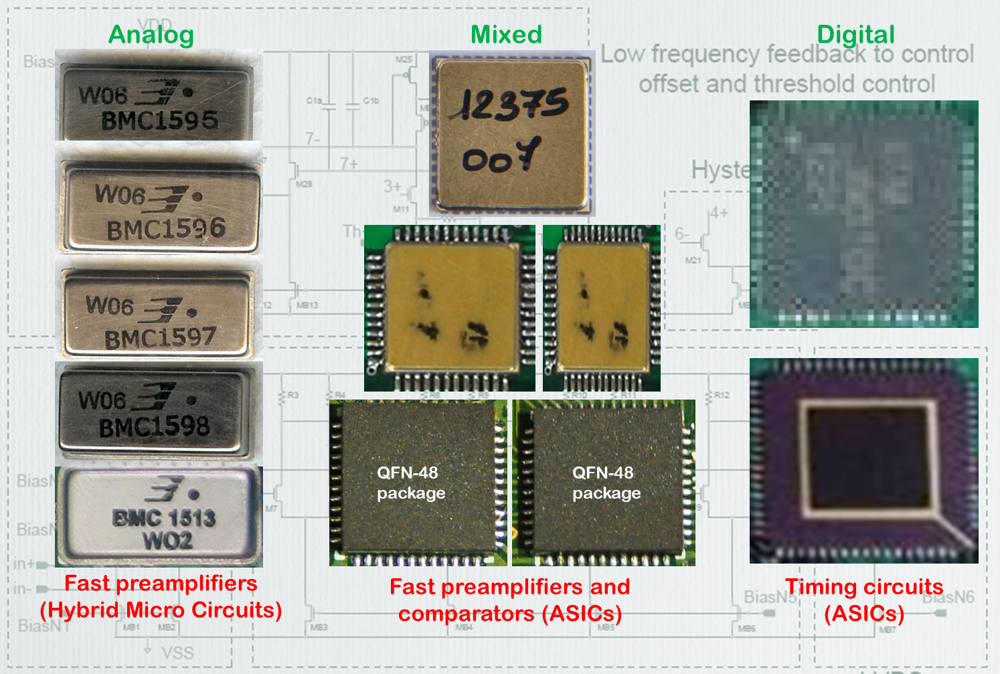 Analog
Mixed
Digital
VDD
Bias
Low frequency feedback to control
offset and threshold control
W06
BMC1595
W06
BMC1596
W06
BMC1597
W06
BMC1598
BMC 1513
W02
12375
007
M25
C1a
C1b
7-
7+
3+
M28
M11
Th-
MB13
12
Hyste
4+
6-
M21
R3
R4
R8
R9
R10
R11
R12
QFN-48
package
QFN-48
package
M7
in+
in-
BiasN1
MB1
MB2
VSS
MB3
MB4
MB5
MB6
MB7
BiasN5
BiasN6
Fast preamplifiers
(Hybrid Micro Circuits)
Fast preamplifiers and
comparators (ASICs)
Timing circuits
(ASICs)